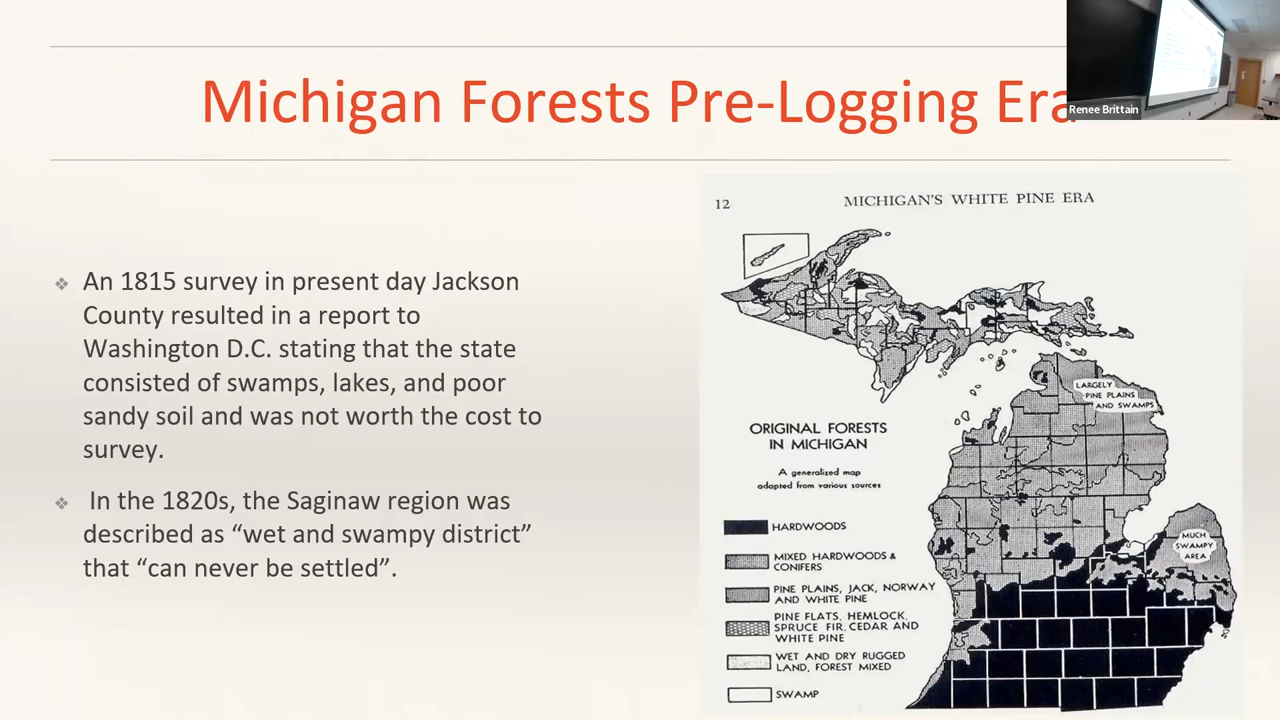 Michigan Forests Pre-Logging Era
Renee Brittain
❖ An 1815 survey in present day Jackson
County resulted in a report to
Washington D.C. stating that the state
consisted of swamps, lakes, and poor
sandy soil and was not worth the cost to
survey.
❖ In the 1820s, the Saginaw region was
described as “wet and swampy district”
that “can never be settled”.
12
MICHIGAN'S WHITE PINE ERA
LARGELY
PINE PLAINS
AND SWAMPS
ORIGINAL FORESTS
IN MICHIGAN
A generalized map
adapted from various sources
HARDWOODS
MIXED HARDWOODS &
CONIFERS
PINE PLAINS, JACK, NORWAY
AND WHITE PINE
PINE FLATS, HEMLOCK,
SPRUCE FIR, CEDAR AND
WHITE PINE
WET AND DRY RUGGED
LAND, FOREST MIXED
SWAMP
MUCH
SWAMPY
AREA